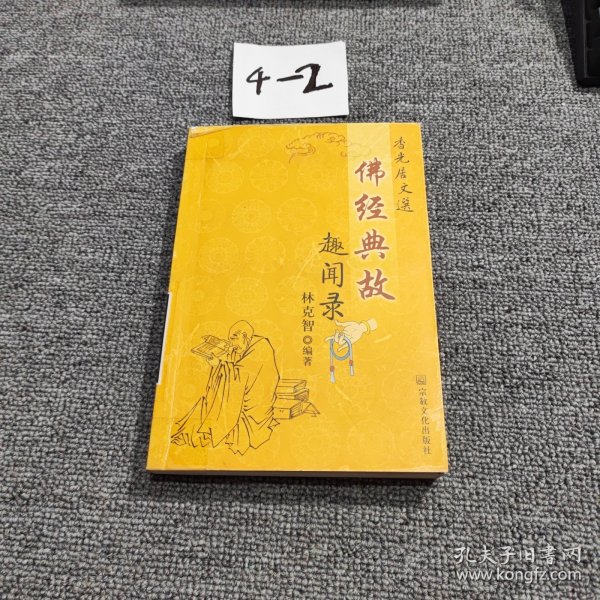 4-2
香光居文選
佛经典故
趣闻录
林克智◎编著
宗教文化出版社
孔夫子旧書网
www.kongfz.com